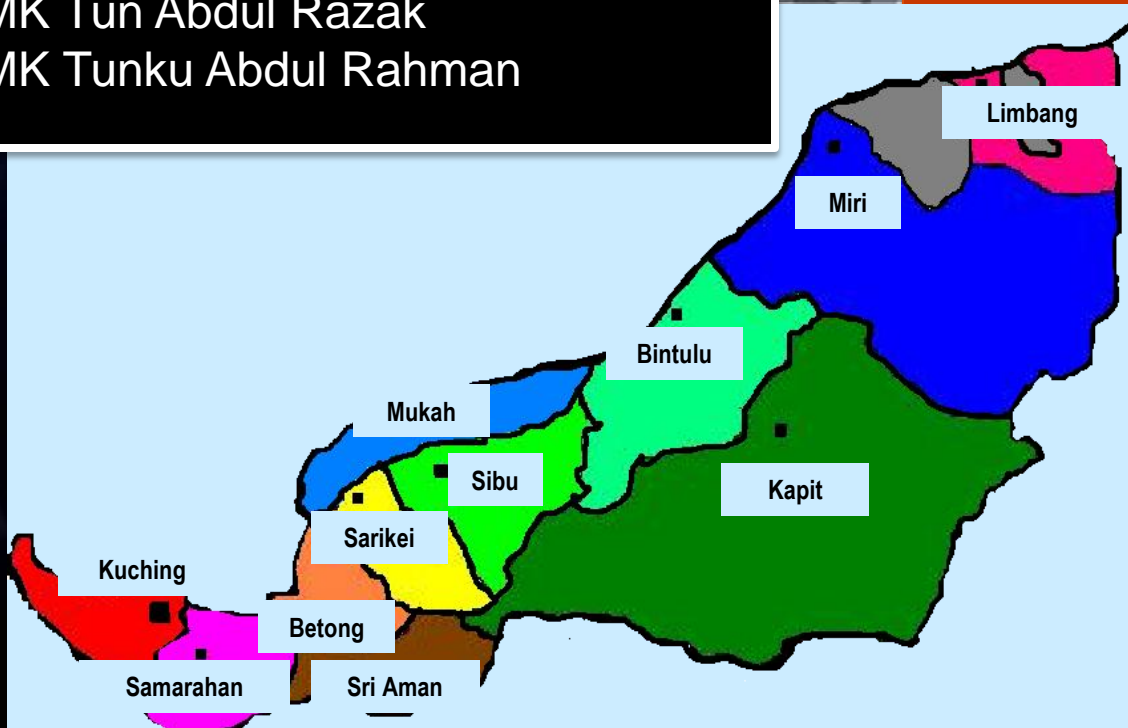 MK Tun Abdul Razak
MK Tunku Abdul Rahman
Limbang
Miri
Bintulu
Mukah
Sibu
Kapit
Sarikei
Kuching
Betong
Samarahan
Sri Aman